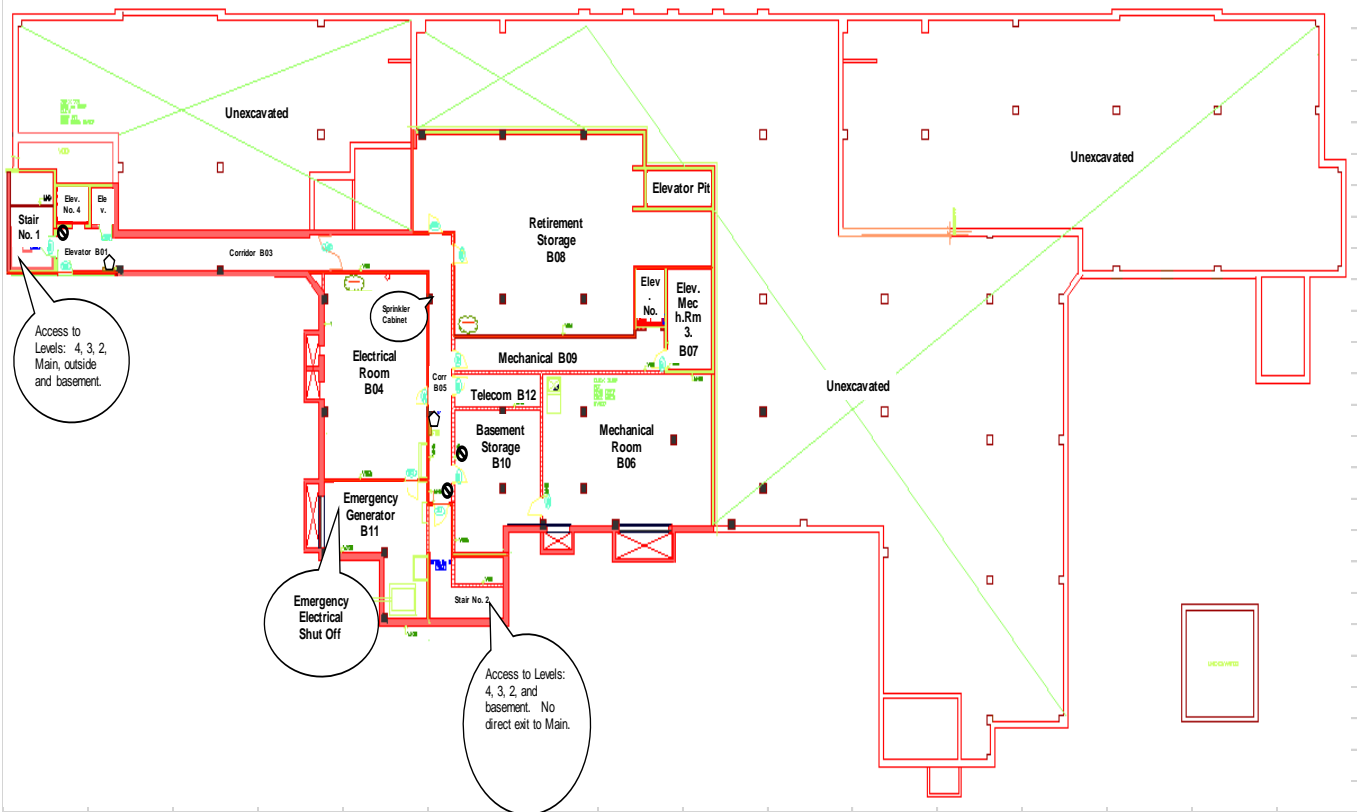 Unexcavated
Unexcavated
Elevator Pit
Elev.
No. 4
Ele
v.
Stair
No. 1
Retirement
Storage
B08
Elevator B01
Corridor B03
Elev
.
No.
Elev.
Mec
h.Rm
3.
B07
Sprinkler
Cabinet
Access to
Levels: 4, 3, 2,
Main, outside
and basement.
Electrical
Room
B04
Corr
B05
Mechanical B09
Unexcavated
Telecom B12
Basement
Storage
B10
Mechanical
Room
B06
Emergency
Generator
B11
Emergency
Electrical
Shut Off
Stair No. 2
Access to Levels:
4, 3, 2, and
basement. No
direct exit to Main.